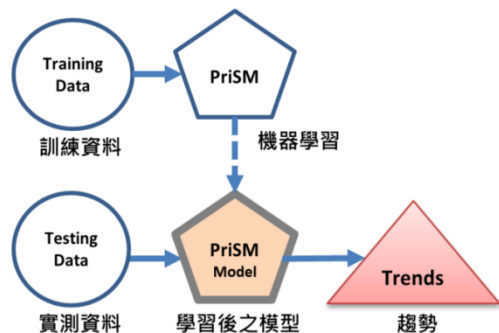 Training
Data
PriSM
訓練資料
機器學習
Testing
Data
PriSM
Model
Trends
實測資料
學習後之模型
趨勢